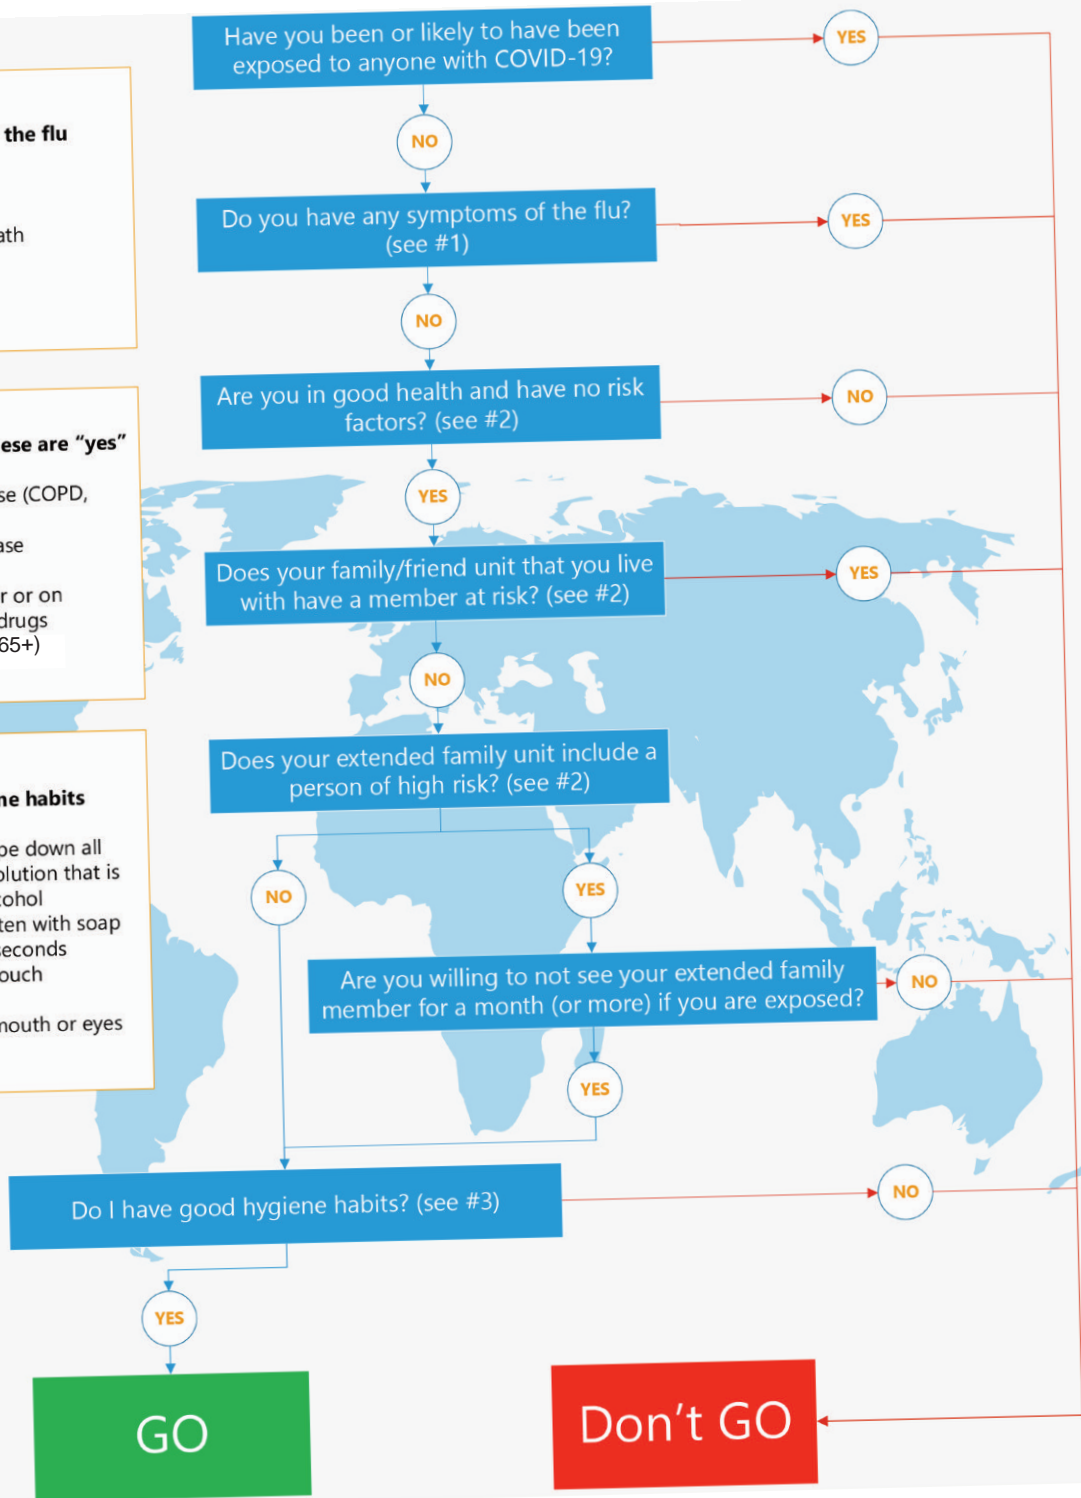 Have you been or likely to have been
exposed to anyone with COVID-19?
YES
NO
Do you have any symptoms of the flu?
(see #1)
YES
NO
Are you in good health and have no risk
factors? (see #2)
NO
YES
Does your family/friend unit that you live
with have a member at risk? (see #2)
YES
NO
Does your extended family unit include a
person of high risk? (see #2)
NO
YES
Are you willing to not see your extended family
member for a month (or more) if you are exposed?
NO
YES
Do I have good hygiene habits? (see #3)
NO
YES
GO
Don't GO
the flu
ath
ese are “yes”
se (COPD,
ase
r or on
drugs
65+)
ne habits
pe down all
olution that is
cohol
ten with soap
seconds
ouch
mouth or eyes